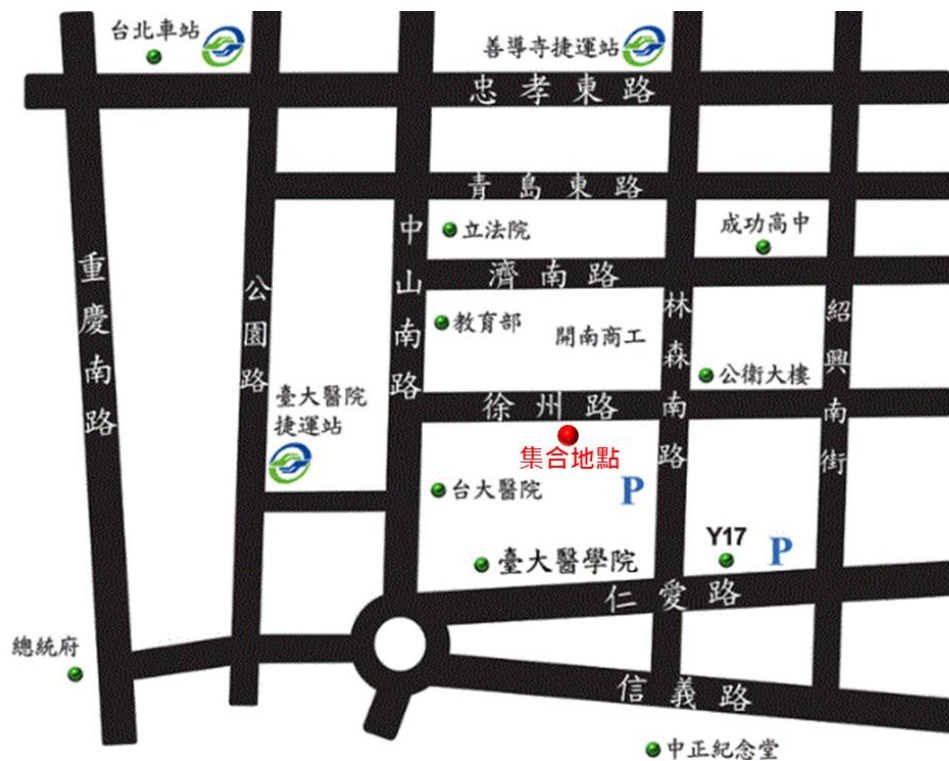 台北車站
善導寺捷運站
忠孝東路
青島東路
立法院
成功高中
中山南路
濟南路
重慶南路
公園路
林森南路
紹興南街
教育部
開南商工
公衛大樓
臺大醫院
捷運站
徐州路
集合地點
台大醫院
P
Y17
P
臺大醫學院
仁愛路
總統府
信義路
中正紀念堂